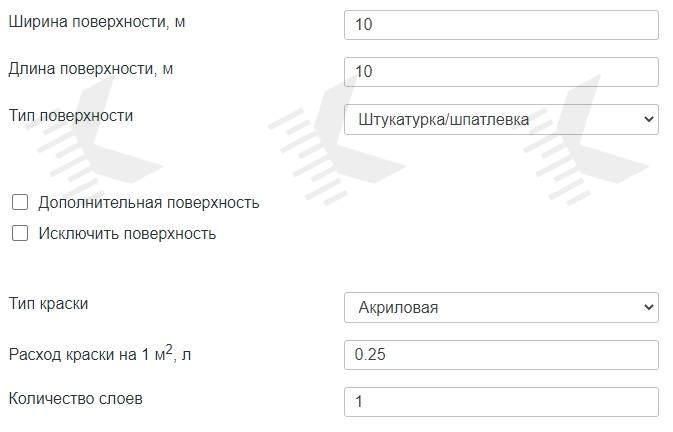 Ширина поверхности, м 10
Длина поверхности, м 10
Тип поверхности Штукатурка/шпатлевка
Дополнительная поверхность
Исключить поверхность
Тип краски Акриловая
Расход краски на 1 м², л 0.25
Количество слоев 1